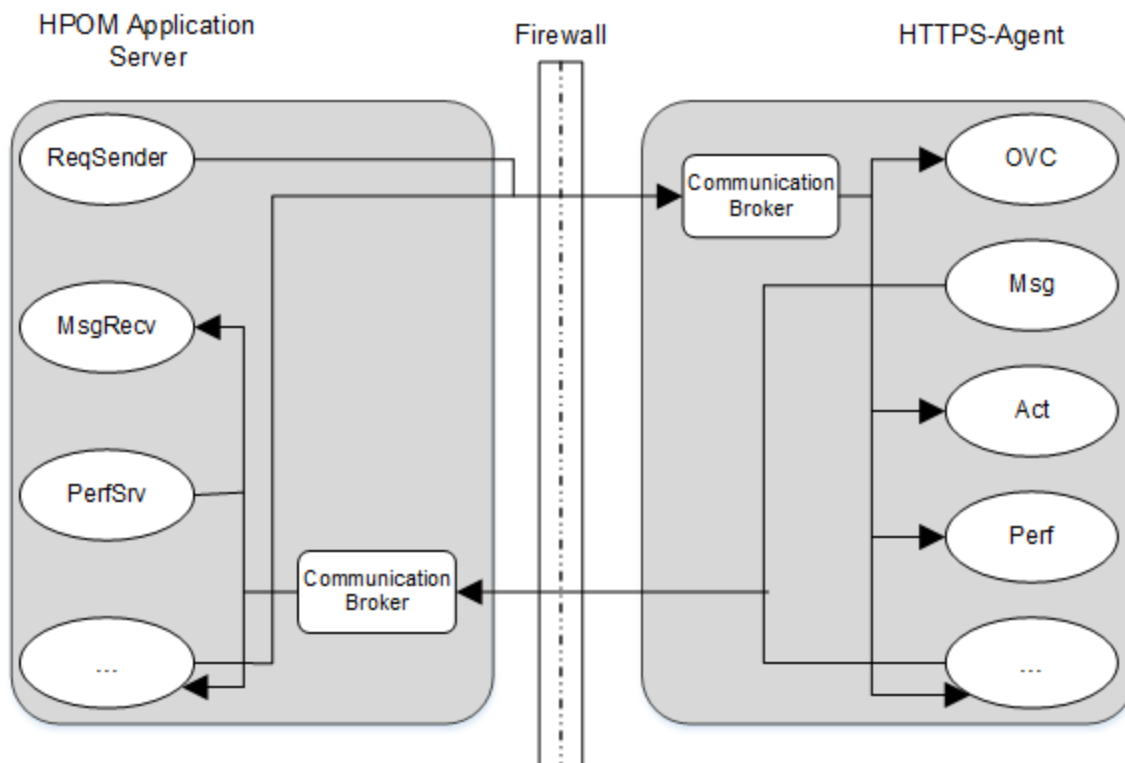 HPOM Application
Server
Firewall
HTTPS-Agent
ReqSender
MsgRecv
PerfSrv
...
Communication
Broker
Communication
Broker
OVC
Msg
Act
Perf
...